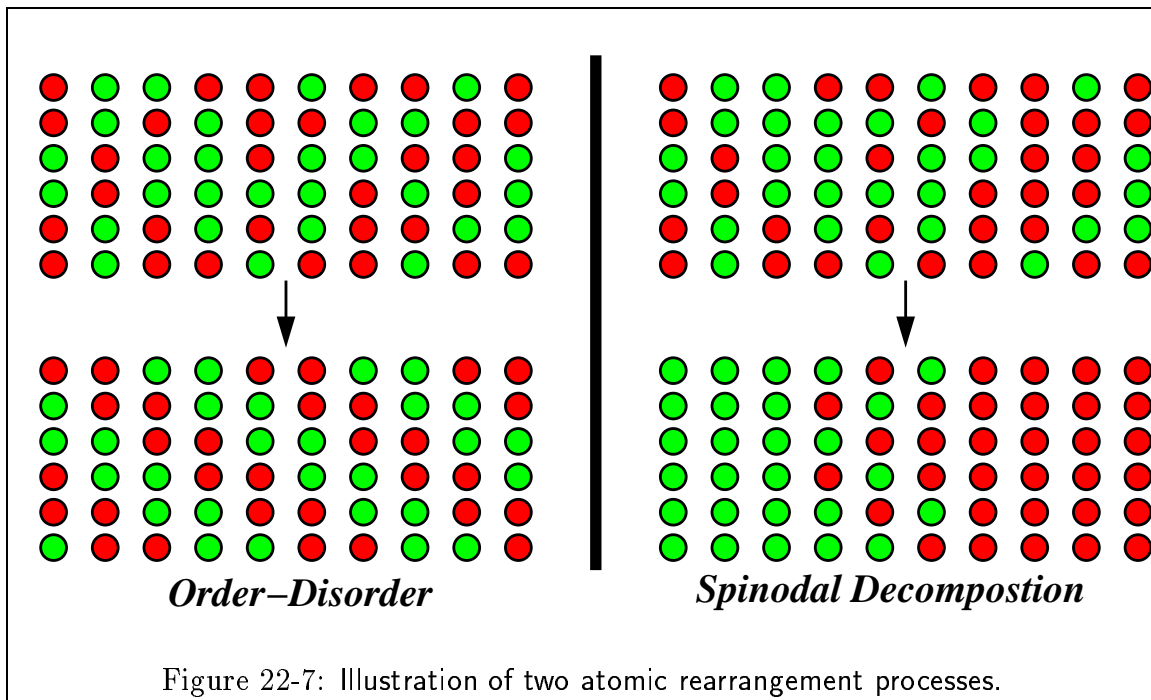 Order–Disorder
Spinodal Decompostion
Figure 22-7: Illustration of two atomic rearrangement processes.